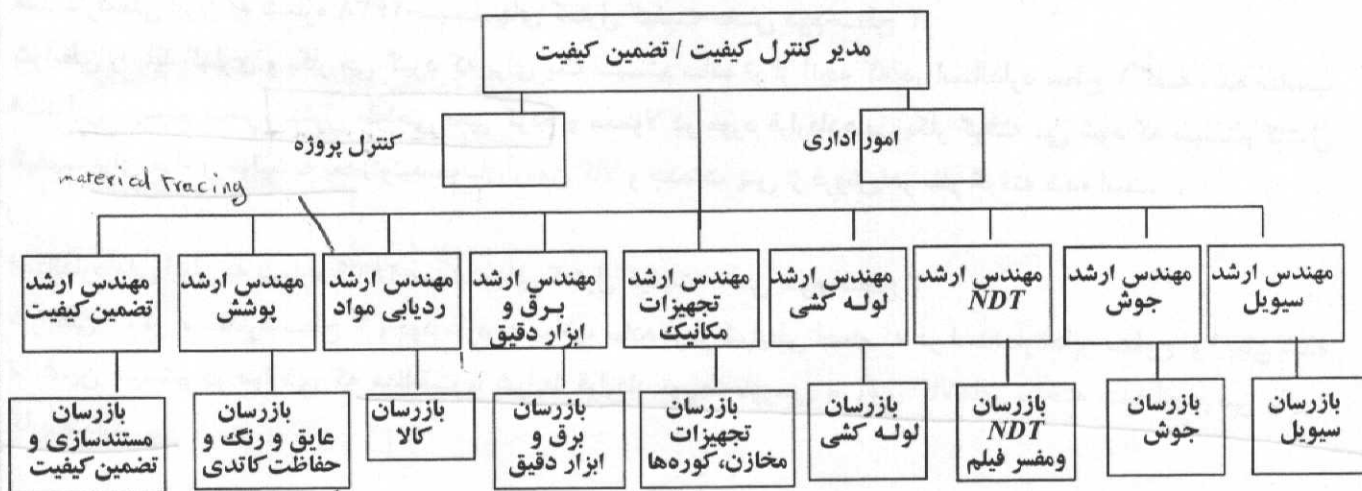 مدیر کنترل کیفیت / تضمین کیفیت
امور اداری
کنترل پروژه
material Tracing
مهندس ارشد
سیویل
مهندس ارشد
جوش
مهندس ارشد
NDT
مهندس ارشد
لوله کشی
مهندس ارشد
تجهیزات
مکانیک
مهندس ارشد
برق و
ابزار دقیق
مهندس ارشد
ردیابی مواد
مهندس ارشد
پوشش
مهندس ارشد
تضمین کیفیت
بازرسان
سیویل
بازرسان
جوش
بازرسان
NDT
ومفسر فیلم
بازرسان
لوله کشی
بازرسان
تجهیزات
مخازن،کوره‌ها
بازرسان
برق و
ابزار دقیق
بازرسان
کالا
بازرسان
عایق و رنگ و
حفاظت کاتدی
بازرسان
مستندسازی و
تضمین کیفیت